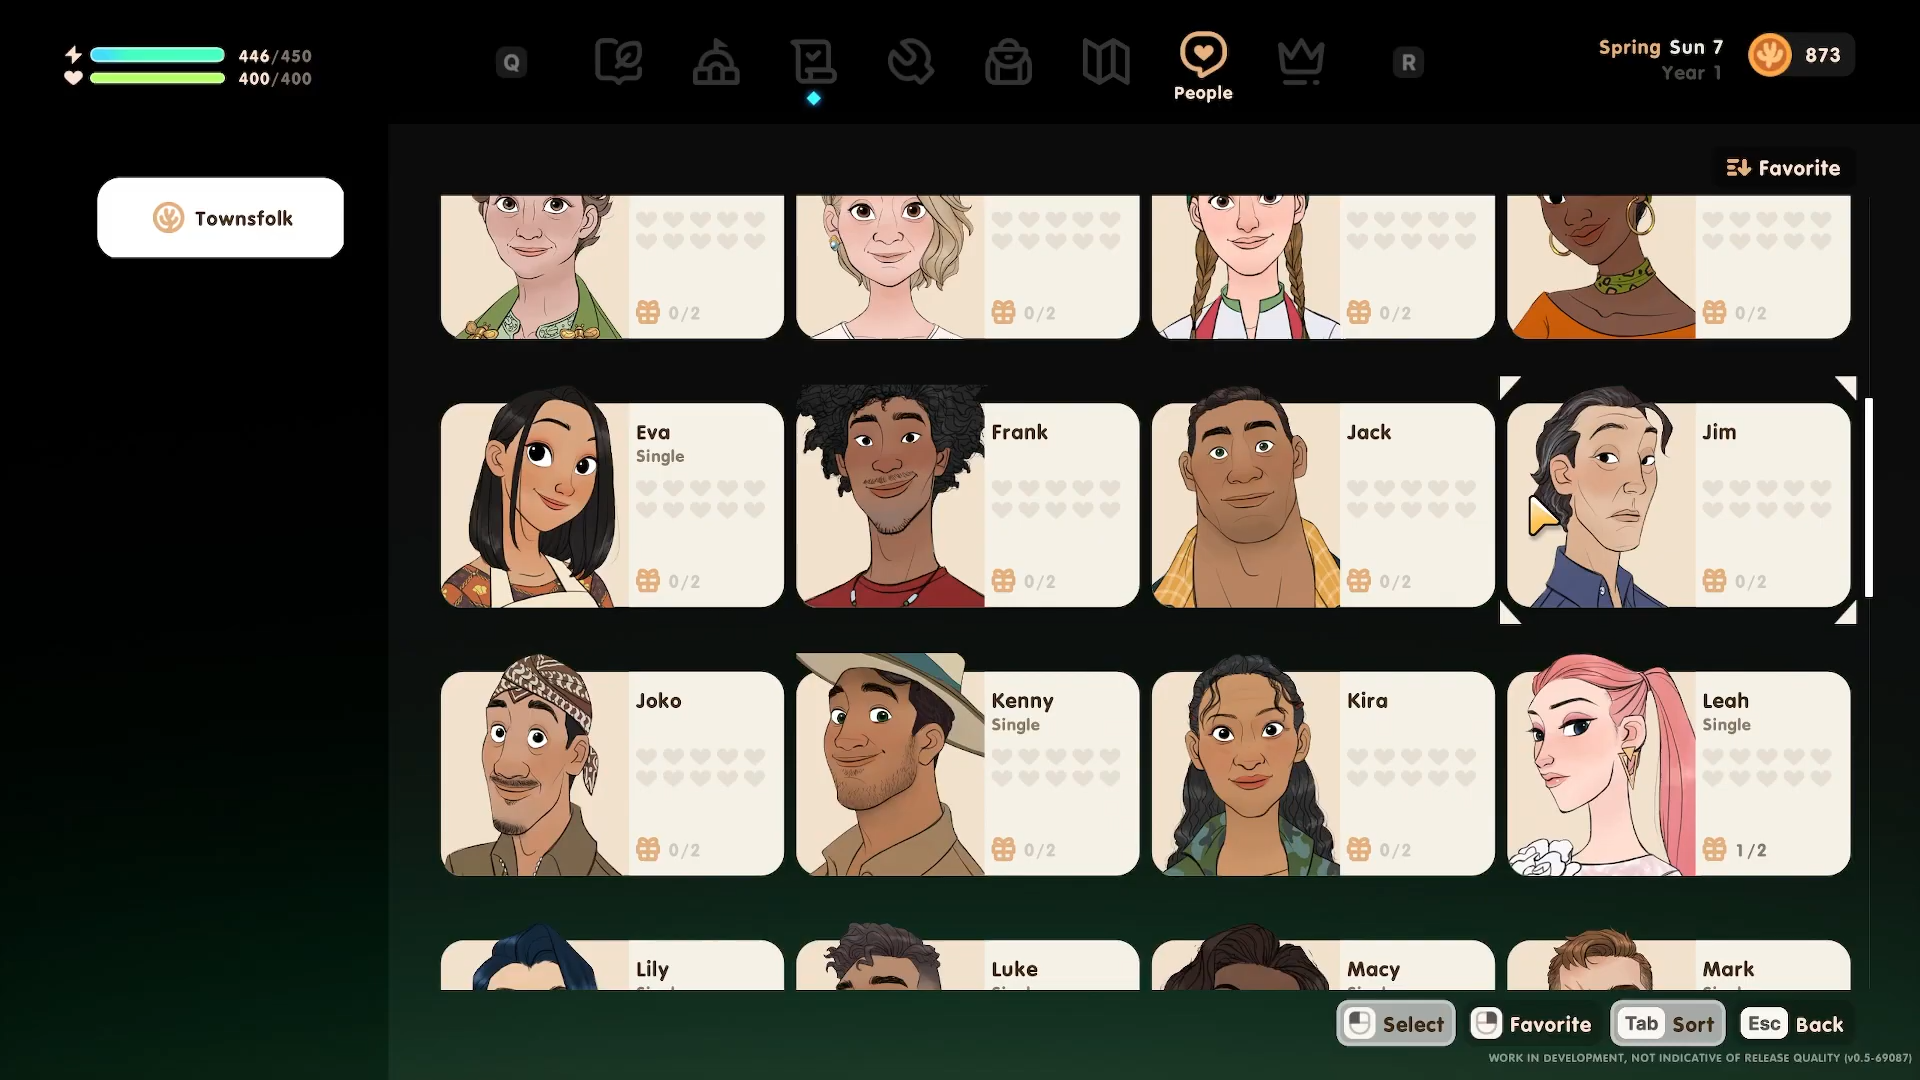 446/450
400/400
Q
People
R
Spring Sun 7
Year 1
873
Townsfolk
Favorite
0/2
0/2
0/2
0/2
Eva
Single
0/2
Frank
0/2
Jack
0/2
Jim
0/2
Joko
0/2
Kenny
Single
0/2
Kira
0/2
Leah
Single
1/2
Lily
Luke
Macy
Mark
Select
Favorite
Tab Sort
Esc Back
WORK IN DEVELOPMENT, NOT INDICATIVE OF RELEASE QUALITY (v0.5-69087)